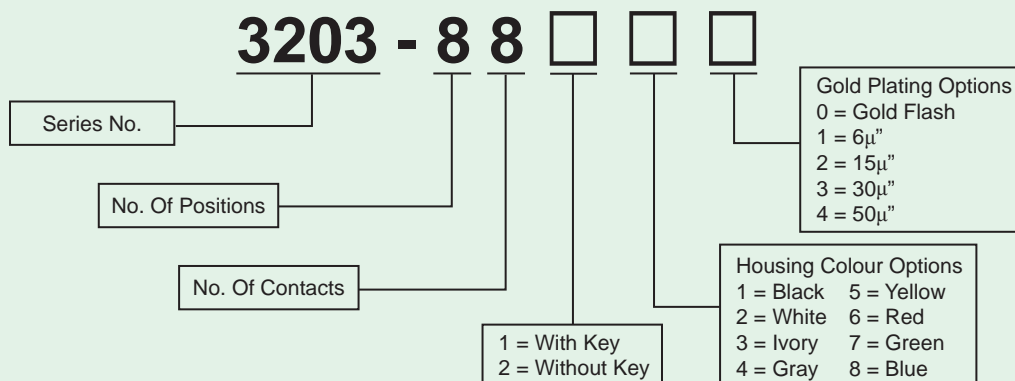 3203 - 8 8
Series No.
No. Of Positions
No. Of Contacts
1 = With Key
2 = Without Key
Housing Colour Options
1 = Black 5 = Yellow
2 = White 6 = Red
3 = Ivory 7 = Green
4 = Gray 8 = Blue
Gold Plating Options
0 = Gold Flash
1 = 6μ”
2 = 15μ”
3 = 30μ”
4 = 50μ”